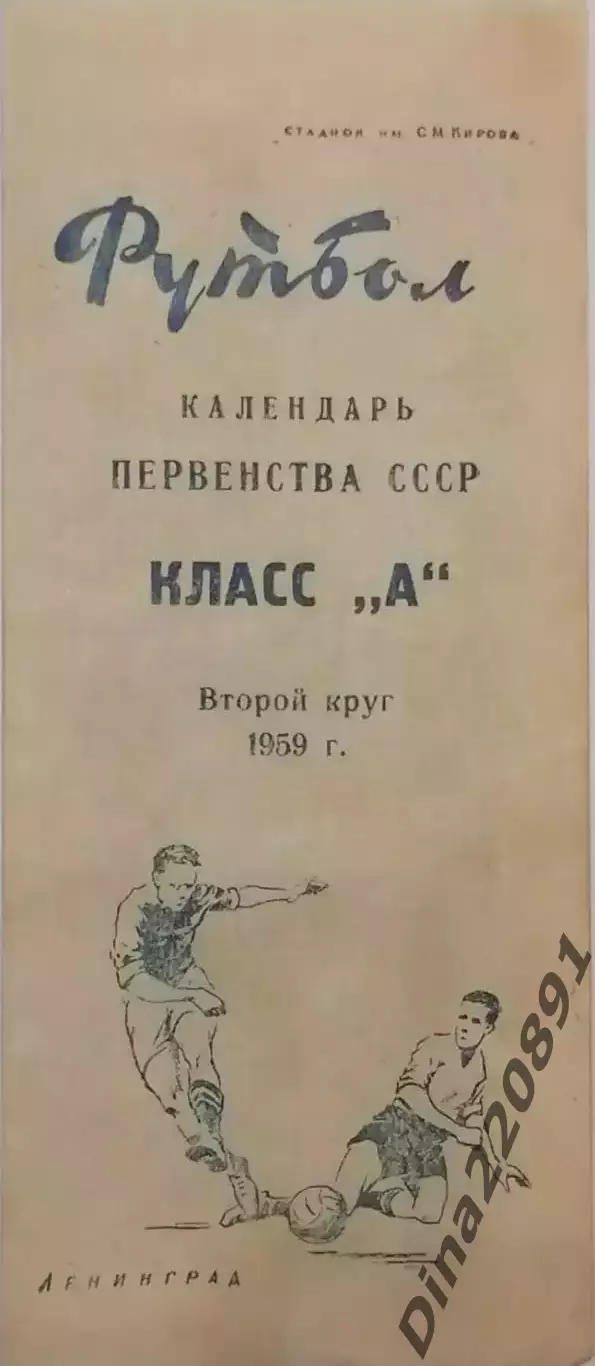 СТАДИОН им. С.М.КИРОВА
Футбол
КАЛЕНДАРЬ
ПЕРВЕНСТВА СССР
КЛАСС „А“
Второй круг
1959 г.
ЛЕНИНГРАД
Dina220891